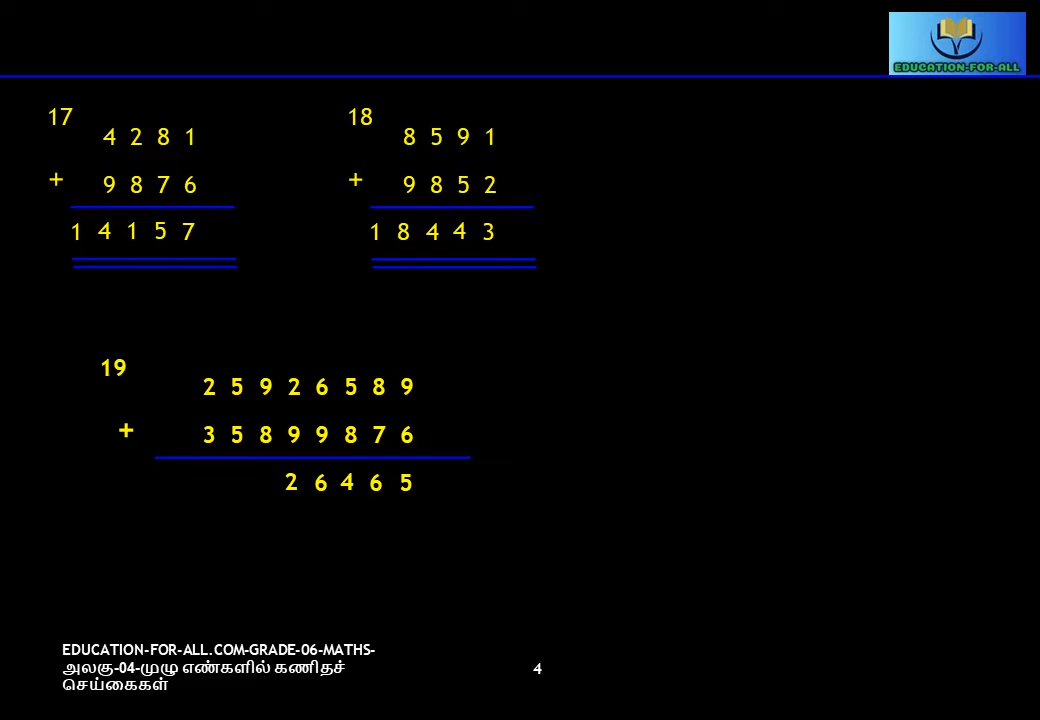 EDUCATION-FOR-ALL
17
4 2 8 1
+ 9 8 7 6
1 4 1 5 7
18
8 5 9 1
+ 9 8 5 2
1 8 4 4 3
19
2 5 9 2 6 5 8 9
+ 3 5 8 9 9 8 7 6
2 6 4 6 5
EDUCATION-FOR-ALL.COM-GRADE-06-MATHS-
அலகு-04-முழு எண்களில் கணிதச்
செய்கைகள்
4